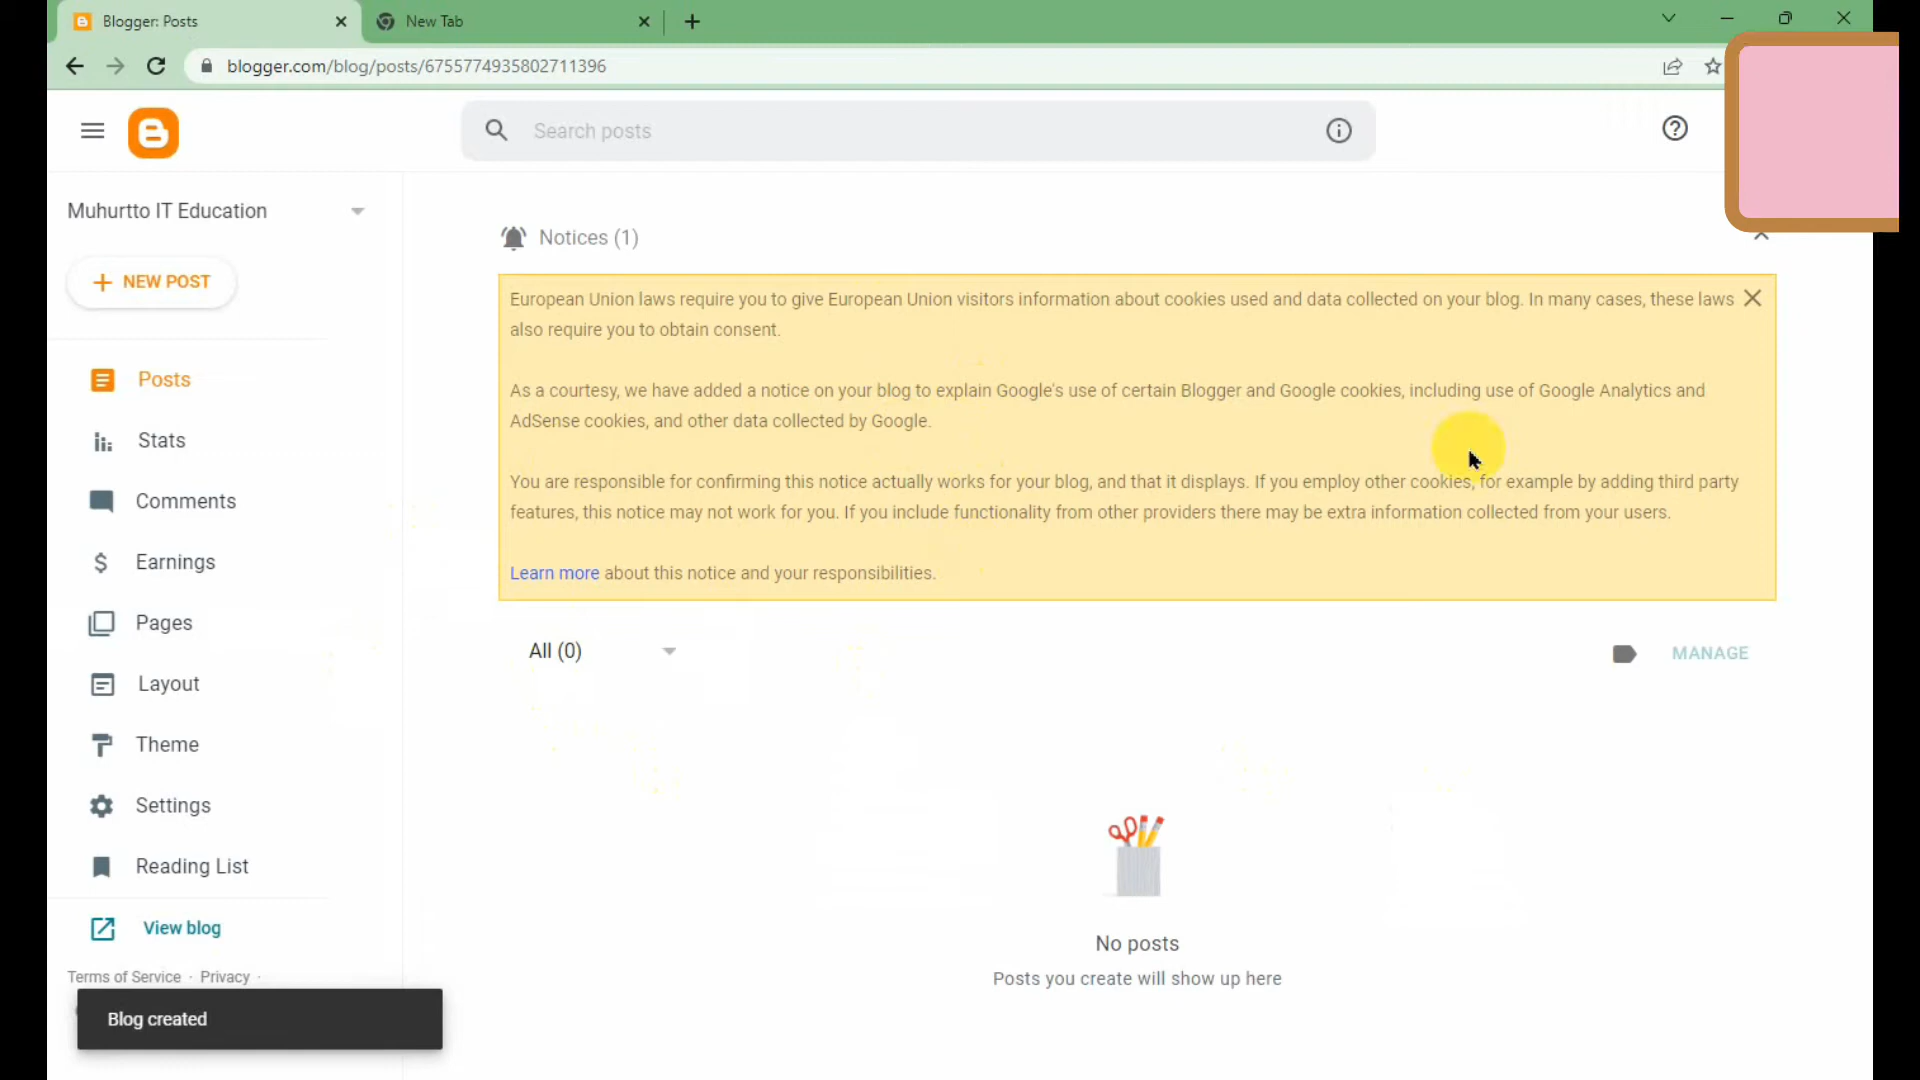 Blogger: Posts
New Tab
blogger.com/blog/posts/6755774935802711396
Search posts
Muhurtto IT Education
NEW POST
Posts
Stats
Comments
Earnings
Pages
Layout
Theme
Settings
Reading List
View blog
Terms of Service · Privacy ·
Blog created
Notices (1)
European Union laws require you to give European Union visitors information about cookies used and data collected on your blog. In many cases, these laws
also require you to obtain consent.
As a courtesy, we have added a notice on your blog to explain Google's use of certain Blogger and Google cookies, including use of Google Analytics and
AdSense cookies, and other data collected by Google.
You are responsible for confirming this notice actually works for your blog, and that it displays. If you employ other cookies, for example by adding third party
features, this notice may not work for you. If you include functionality from other providers there may be extra information collected from your users.
Learn more about this notice and your responsibilities.
All (0)
MANAGE
No posts
Posts you create will show up here